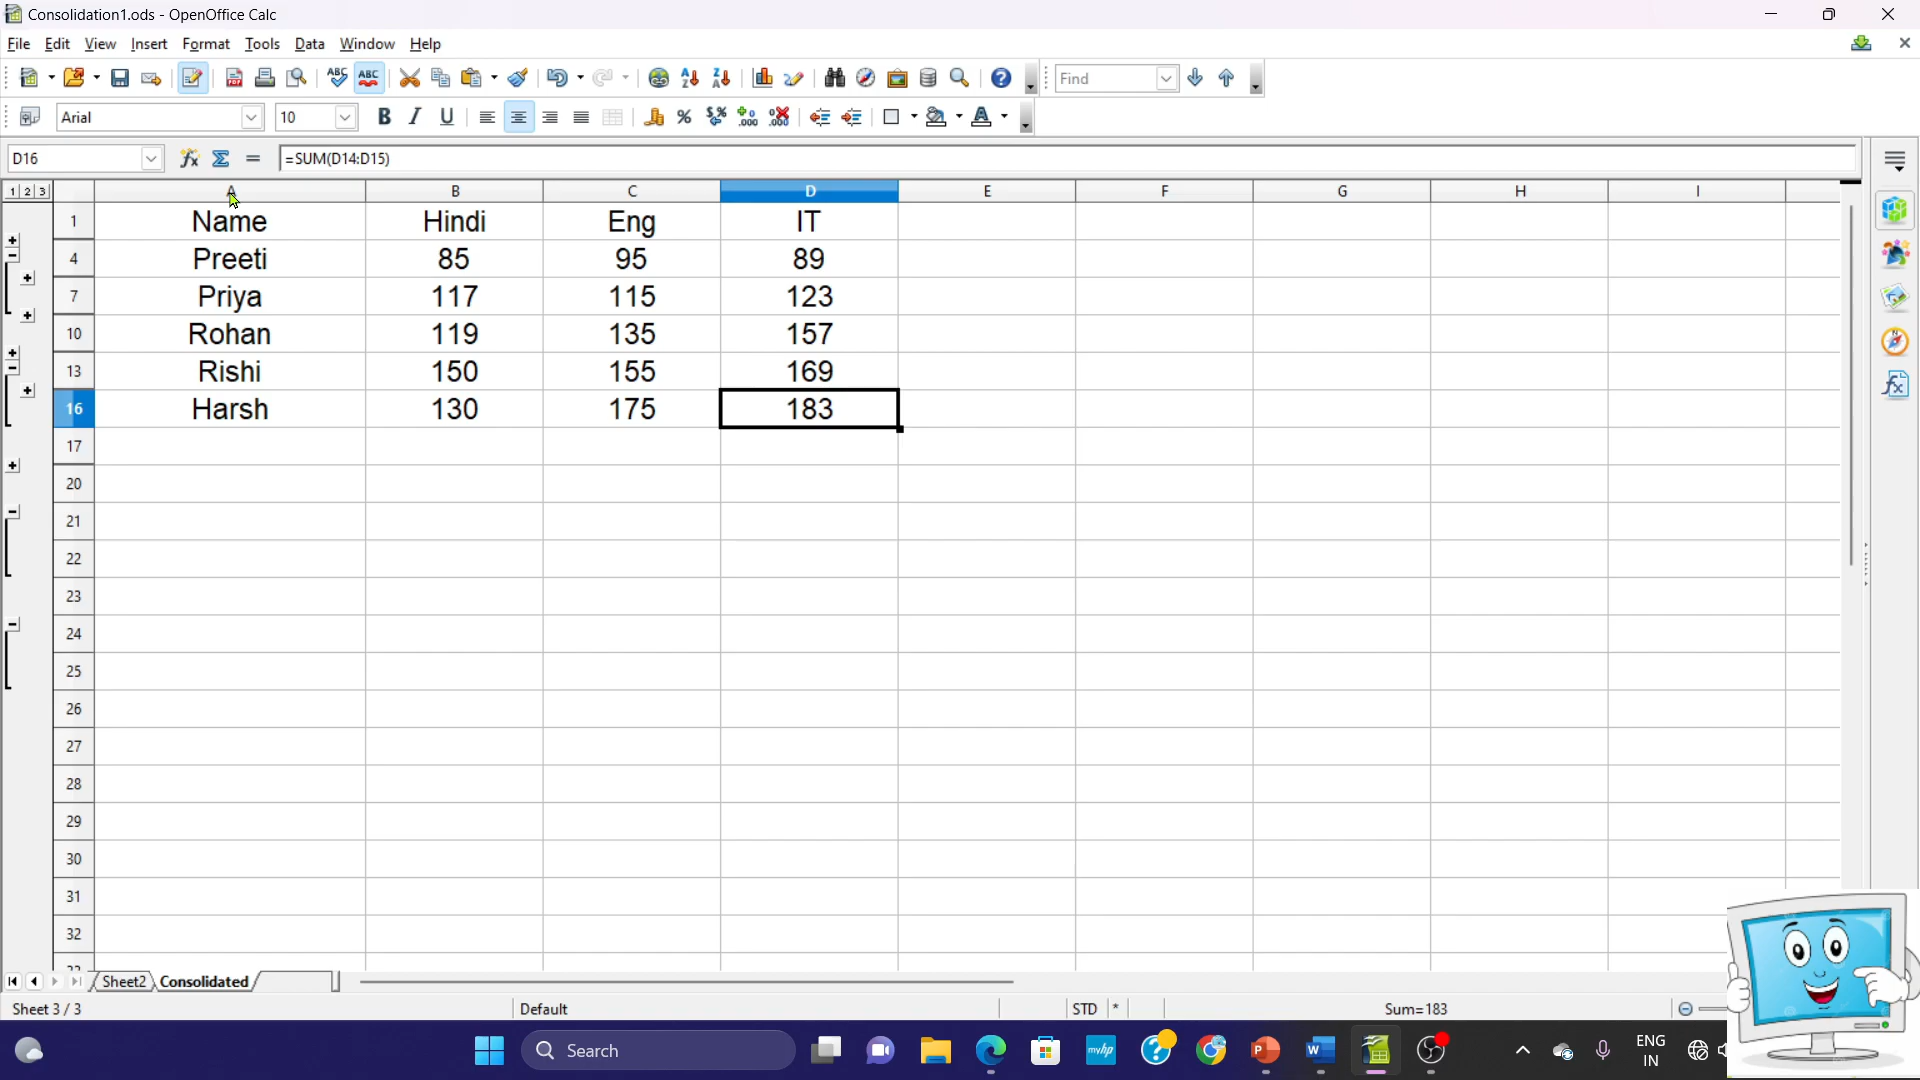 Consolidation1.ods - OpenOffice Calc
File Edit View Insert Format Tools Data Window Help
Find
Arial 10
D16 =SUM(D14:D15)
1 2 3 A B C D E F G H I
1 Name Hindi Eng IT
4 Preeti 85 95 89
7 Priya 117 115 123
10 Rohan 119 135 157
13 Rishi 150 155 169
16 Harsh 130 175 183
17
20
21
22
23
24
25
26
27
28
29
30
31
32
Sheet2 Consolidated
Sheet 3 / 3 Default STD * Sum=183
Search
myhp
ENG
IN